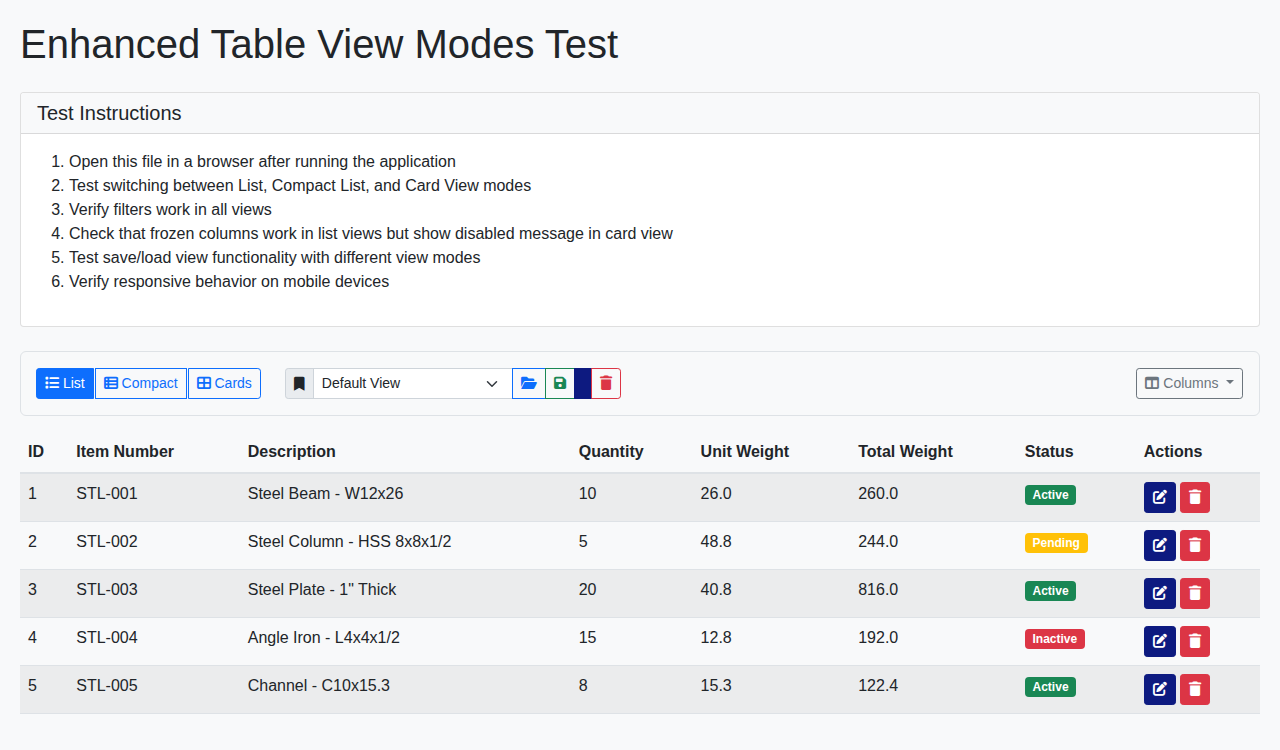 Enhanced Table View Modes Test
Test Instructions
1. Open this file in a browser after running the application
2. Test switching between List, Compact List, and Card View modes
3. Verify filters work in all views
4. Check that frozen columns work in list views but show disabled message in card view
5. Test save/load view functionality with different view modes
6. Verify responsive behavior on mobile devices
List Compact Cards Default View Columns
ID Item Number Description Quantity Unit Weight Total Weight Status Actions
1 STL-001 Steel Beam - W12x26 10 26.0 260.0 Active
2 STL-002 Steel Column - HSS 8x8x1/2 5 48.8 244.0 Pending
3 STL-003 Steel Plate - 1" Thick 20 40.8 816.0 Active
4 STL-004 Angle Iron - L4x4x1/2 15 12.8 192.0 Inactive
5 STL-005 Channel - C10x15.3 8 15.3 122.4 Active